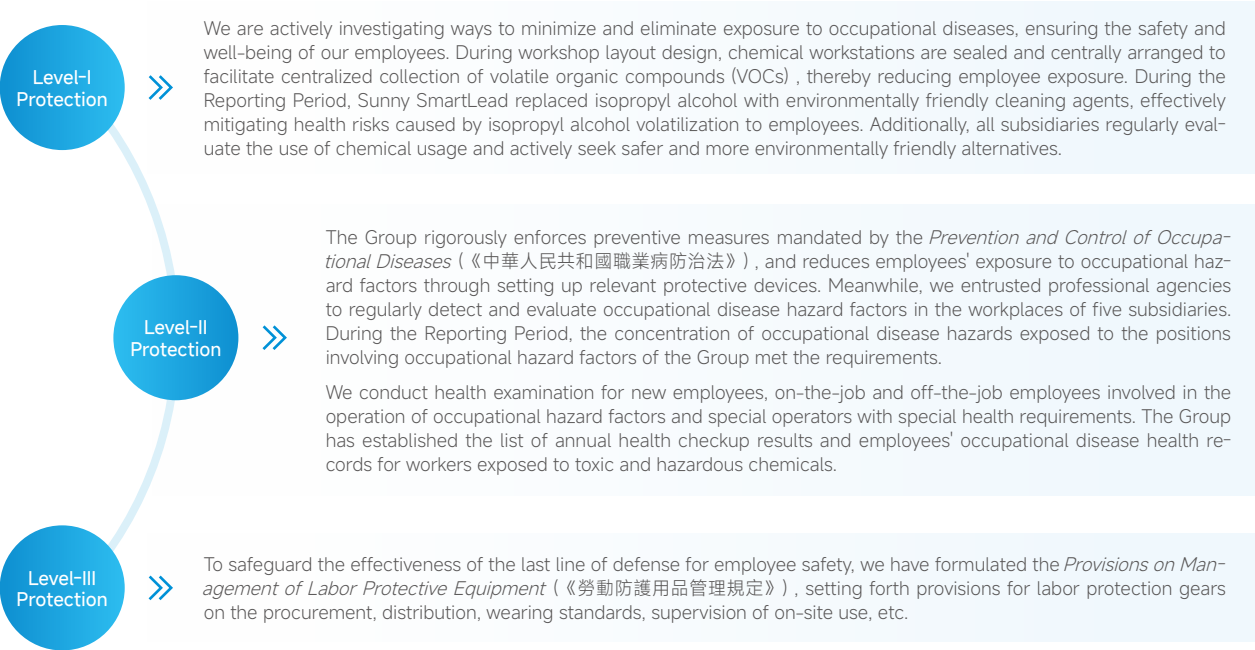 Level-I
Protection
We are actively investigating ways to minimize and eliminate exposure to occupational diseases, ensuring the safety and
well-being of our employees. During workshop layout design, chemical workstations are sealed and centrally arranged to
facilitate centralized collection of volatile organic compounds (VOCs) , thereby reducing employee exposure. During the
Reporting Period, Sunny SmartLead replaced isopropyl alcohol with environmentally friendly cleaning agents, effectively
mitigating health risks caused by isopropyl alcohol volatilization to employees. Additionally, all subsidiaries regularly eval-
uate the use of chemical usage and actively seek safer and more environmentally friendly alternatives.
Level-II
Protection
The Group rigorously enforces preventive measures mandated by the Prevention and Control of Occupa-
tional Diseases (《中華人民共和國職業病防治法》) , and reduces employees' exposure to occupational haz-
ard factors through setting up relevant protective devices. Meanwhile, we entrusted professional agencies
to regularly detect and evaluate occupational disease hazard factors in the workplaces of five subsidiaries.
During the Reporting Period, the concentration of occupational disease hazards exposed to the positions
involving occupational hazard factors of the Group met the requirements.
We conduct health examination for new employees, on-the-job and off-the-job employees involved in the
operation of occupational hazard factors and special operators with special health requirements. The Group
has established the list of annual health checkup results and employees' occupational disease health re-
cords for workers exposed to toxic and hazardous chemicals.
Level-III
Protection
To safeguard the effectiveness of the last line of defense for employee safety, we have formulated the Provisions on Man-
agement of Labor Protective Equipment (《勞動防護用品管理規定》) , setting forth provisions for labor protection gears
on the procurement, distribution, wearing standards, supervision of on-site use, etc.